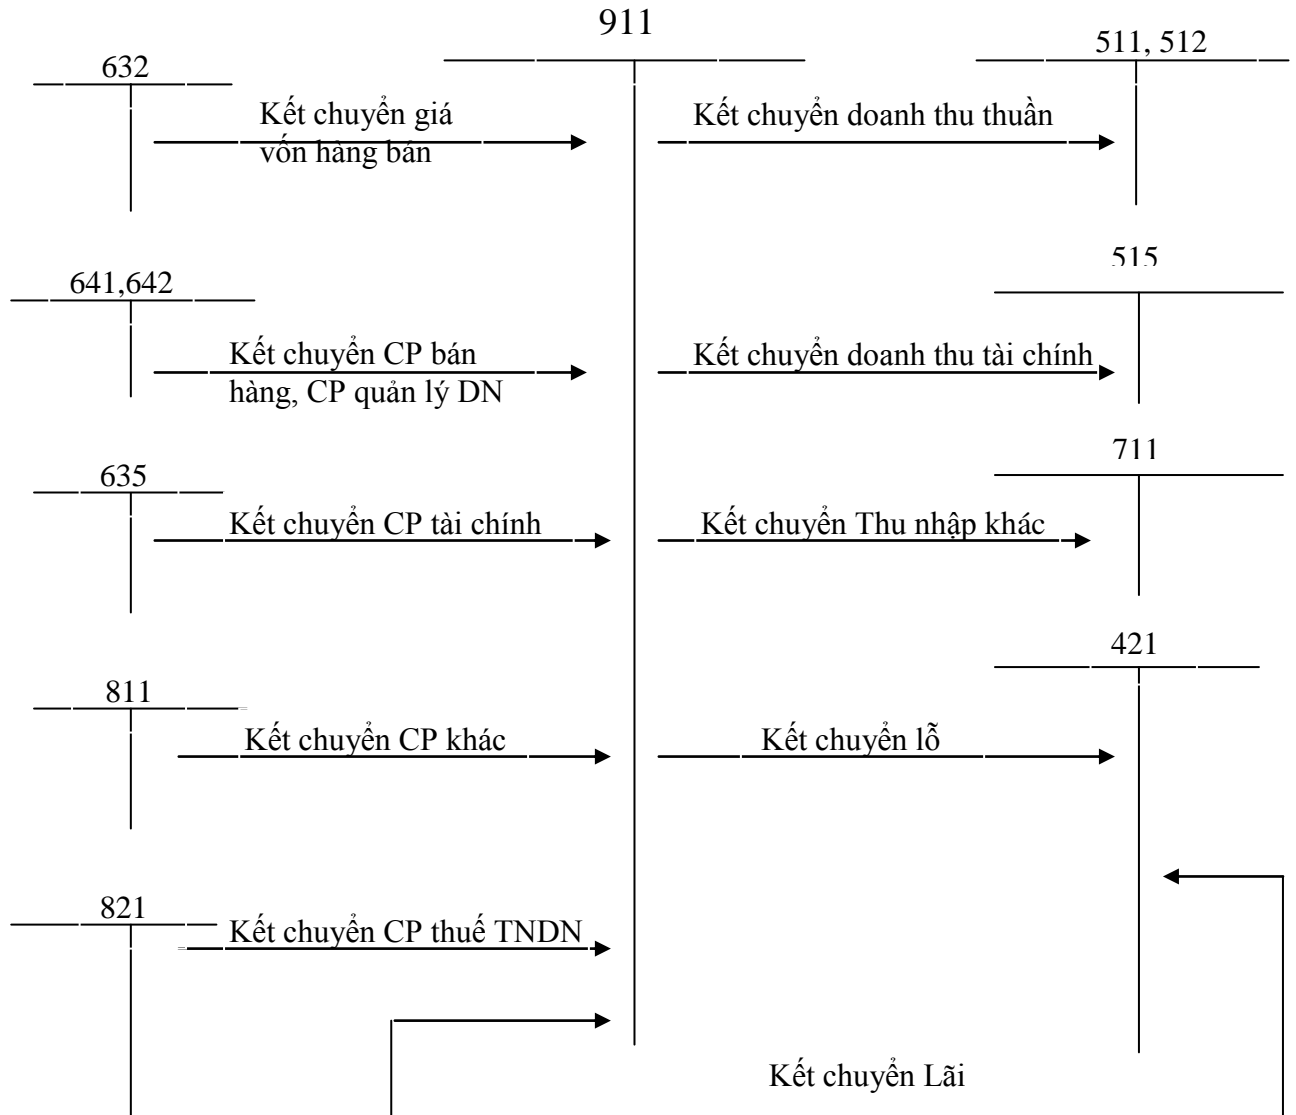 911
511, 512
632
Kết chuyển giá
vốn hàng bán
Kết chuyển doanh thu thuần
515
641,642
Kết chuyển CP bán
hàng, CP quản lý DN
Kết chuyển doanh thu tài chính
711
635
Kết chuyển CP tài chính
Kết chuyển Thu nhập khác
421
811
Kết chuyển CP khác
Kết chuyển lỗ
821
Kết chuyển CP thuế TNDN
Kết chuyển Lãi